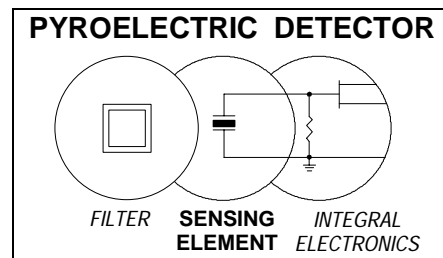 PYROELECTRIC DETECTOR
FILTER
SENSING
ELEMENT
INTEGRAL
ELECTRONICS